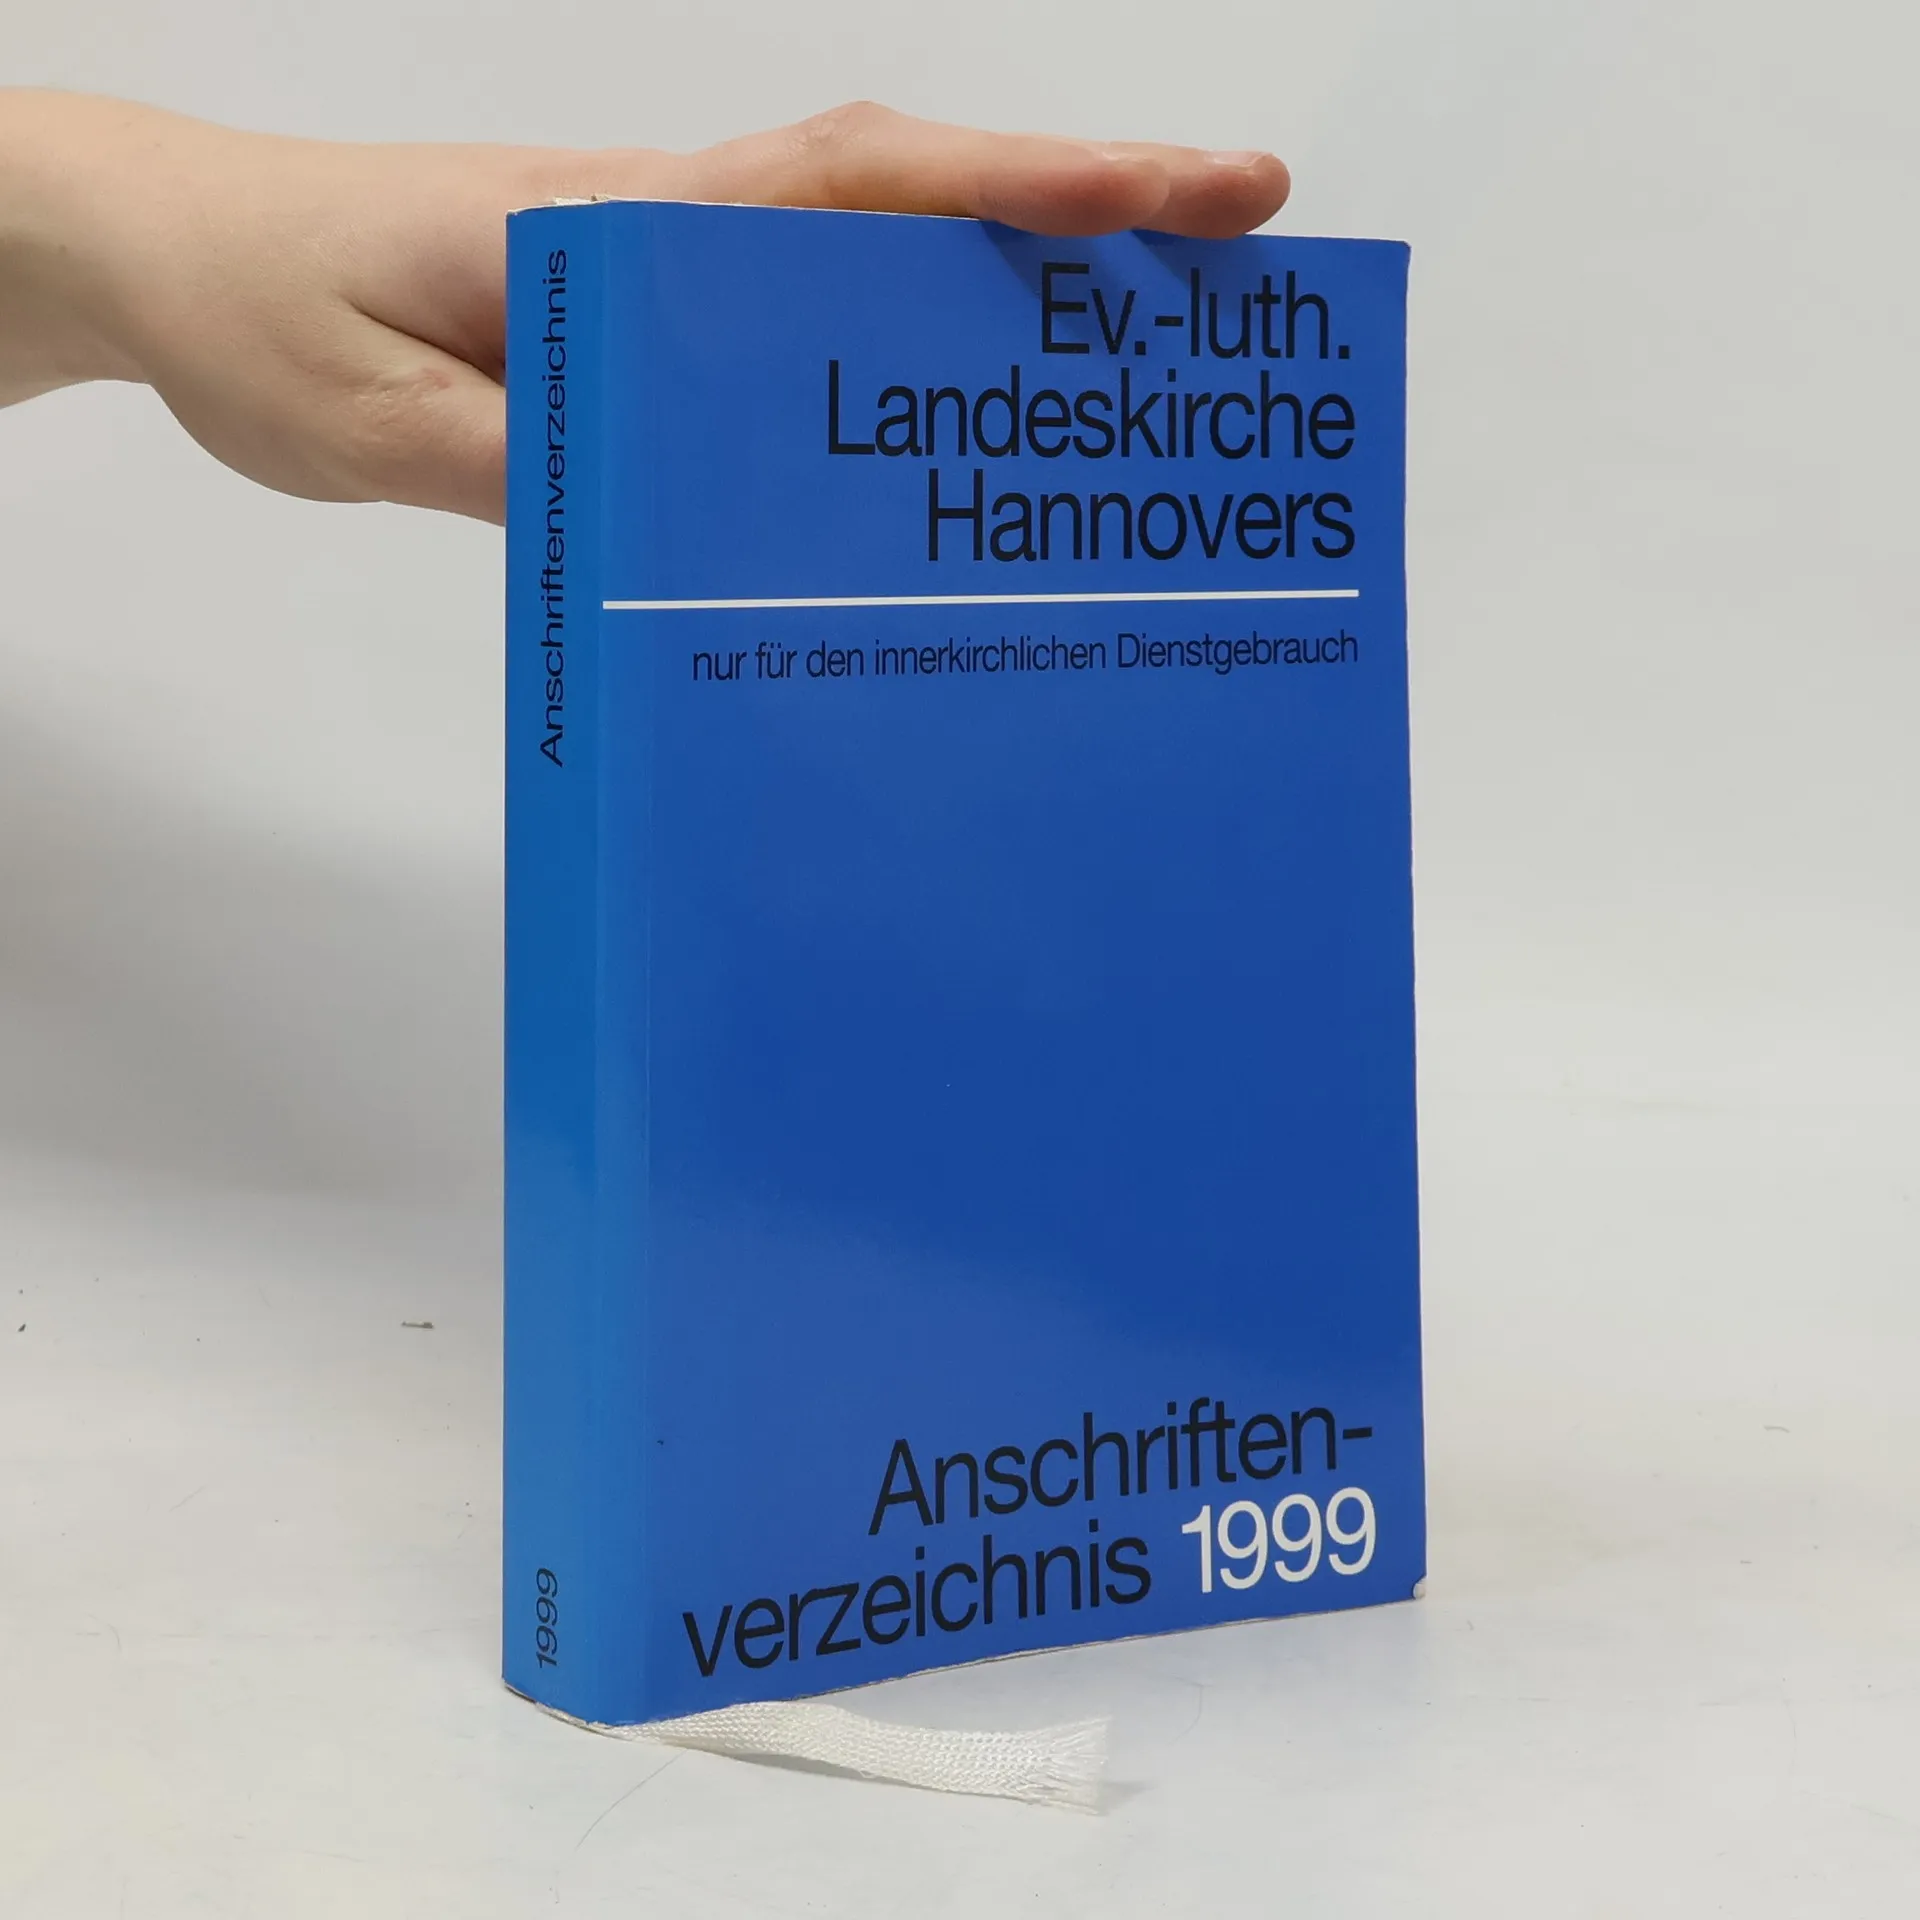 Anschriftenverzeichnis
1999
Ev.-luth.
Landeskirche
Hannovers
nur für den innerkirchlichen Dienstgebrauch
Anschriften-
verzeichnis 1999